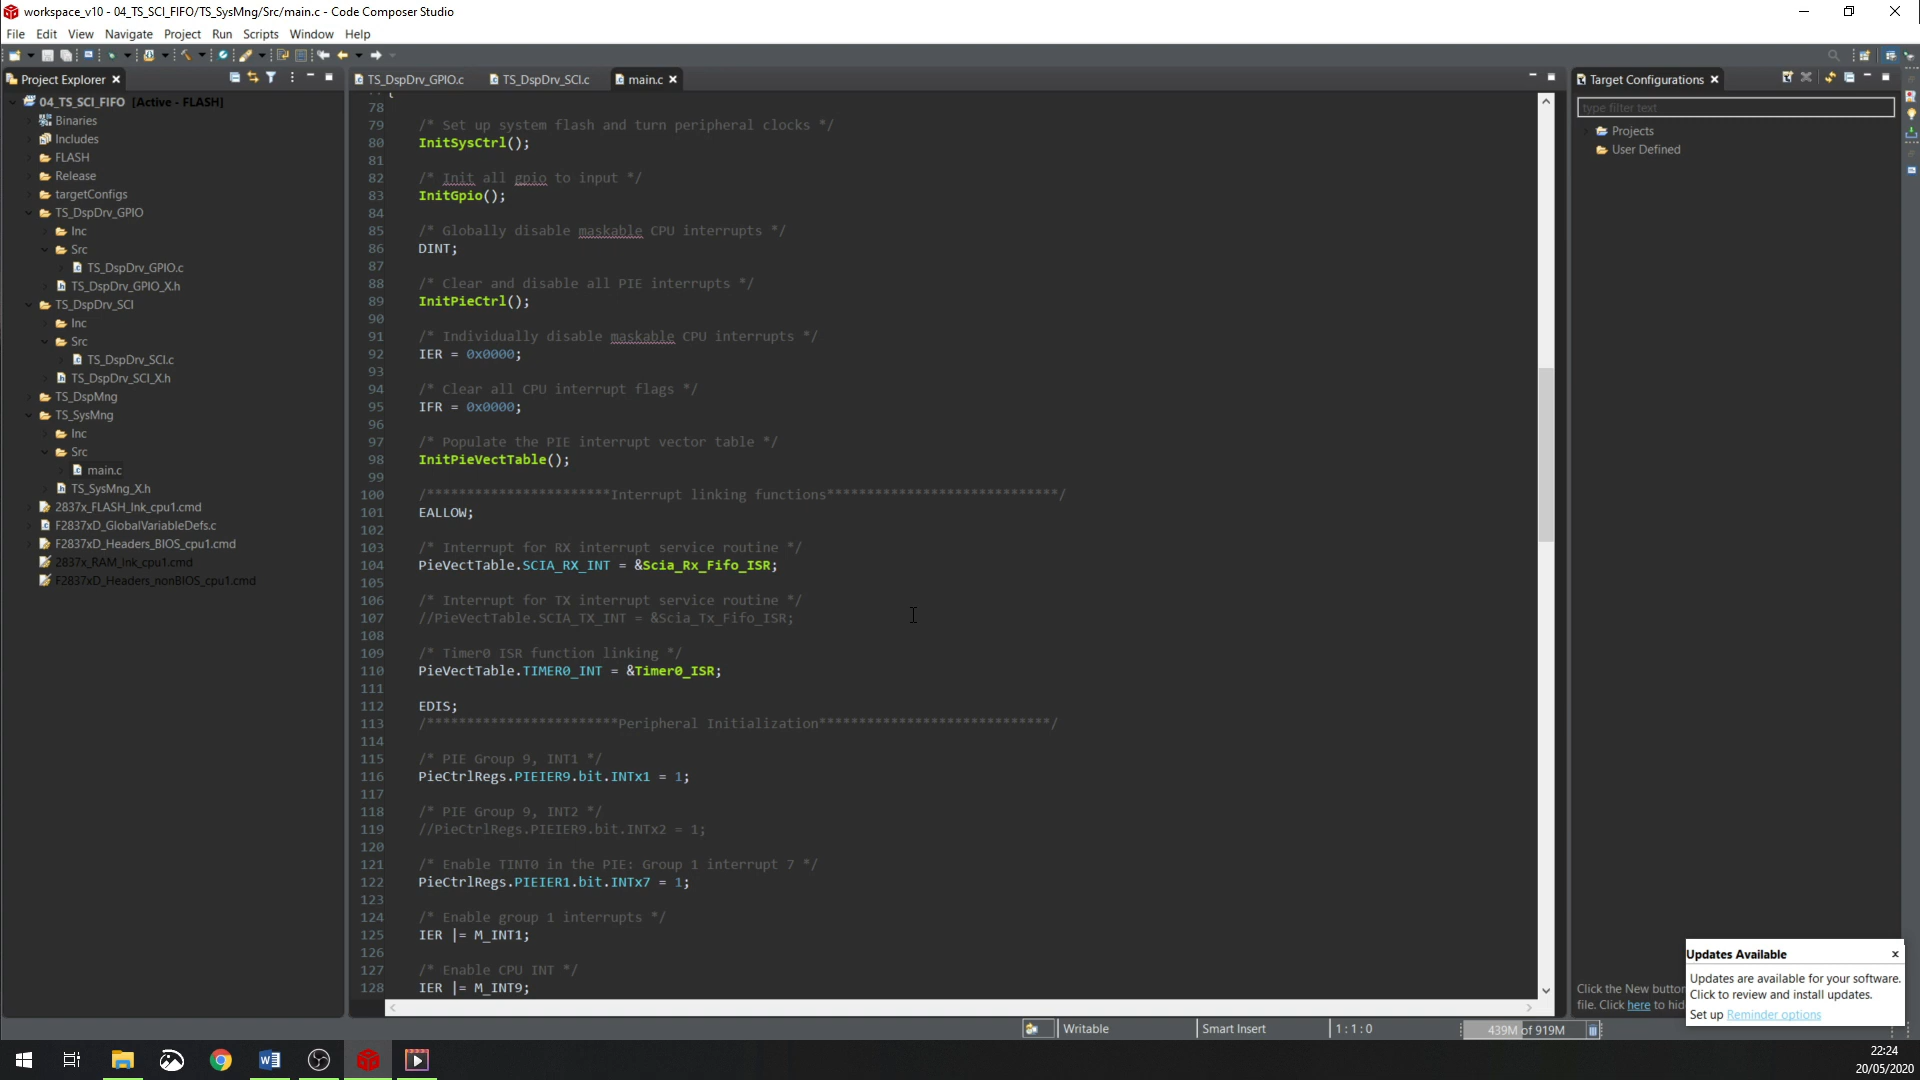 workspace_v10 - 04_TS_SCI_FIFO/TS_SysMng/Src/main.c - Code Composer Studio
File Edit View Navigate Project Run Scripts Window Help
Project Explorer
04_TS_SCI_FIFO [Active - FLASH]
Binaries
Includes
FLASH
Release
targetConfigs
TS_DspDrv_GPIO
Inc
Src
TS_DspDrv_GPIO.c
TS_DspDrv_GPIO_X.h
TS_DspDrv_SCI
Inc
Src
TS_DspDrv_SCI.c
TS_DspDrv_SCI_X.h
TS_DspMng
TS_SysMng
Inc
Src
main.c
TS_SysMng_X.h
2837x_FLASH_lnk_cpu1.cmd
F2837xD_GlobalVariableDefs.c
F2837xD_Headers_BIOS_cpu1.cmd
2837x_RAM_lnk_cpu1.cmd
F2837xD_Headers_nonBIOS_cpu1.cmd
TS_DspDrv_GPIO.c TS_DspDrv_SCI.c main.c
78
79 /* Set up system flash and turn peripheral clocks */
80 InitSysCtrl();
81
82 /* Init all gpio to input */
83 InitGpio();
84
85 /* Globally disable maskable CPU interrupts */
86 DINT;
87
88 /* Clear and disable all PIE interrupts */
89 InitPieCtrl();
90
91 /* Individually disable maskable CPU interrupts */
92 IER = 0x0000;
93
94 /* Clear all CPU interrupt flags */
95 IFR = 0x0000;
96
97 /* Populate the PIE interrupt vector table */
98 InitPieVectTable();
99
100 /***********************Interrupt linking functions*****************************/
101 EALLOW;
102
103 /* Interrupt for RX interrupt service routine */
104 PieVectTable.SCIA_RX_INT = &Scia_Rx_Fifo_ISR;
105
106 /* Interrupt for TX interrupt service routine */
107 //PieVectTable.SCIA_TX_INT = &Scia_Tx_Fifo_ISR;
108
109 /* Timer0 ISR function linking */
110 PieVectTable.TIMER0_INT = &Timer0_ISR;
111
112 EDIS;
113 /************************Peripheral Initialization*****************************/
114
115 /* PIE Group 9, INT1 */
116 PieCtrlRegs.PIEIER9.bit.INTx1 = 1;
117
118 /* PIE Group 9, INT2 */
119 //PieCtrlRegs.PIEIER9.bit.INTx2 = 1;
120
121 /* Enable TINT0 in the PIE: Group 1 interrupt 7 */
122 PieCtrlRegs.PIEIER1.bit.INTx7 = 1;
123
124 /* Enable group 1 interrupts */
125 IER |= M_INT1;
126
127 /* Enable CPU INT */
128 IER |= M_INT9;
Target Configurations
type filter text
Projects
User Defined
Click the New button
file. Click here to hid
Updates Available
Updates are available for your software.
Click to review and install updates.
Set up Reminder options
Writable Smart Insert 1 : 1 : 0 439M of 919M
22:24
20/05/2020